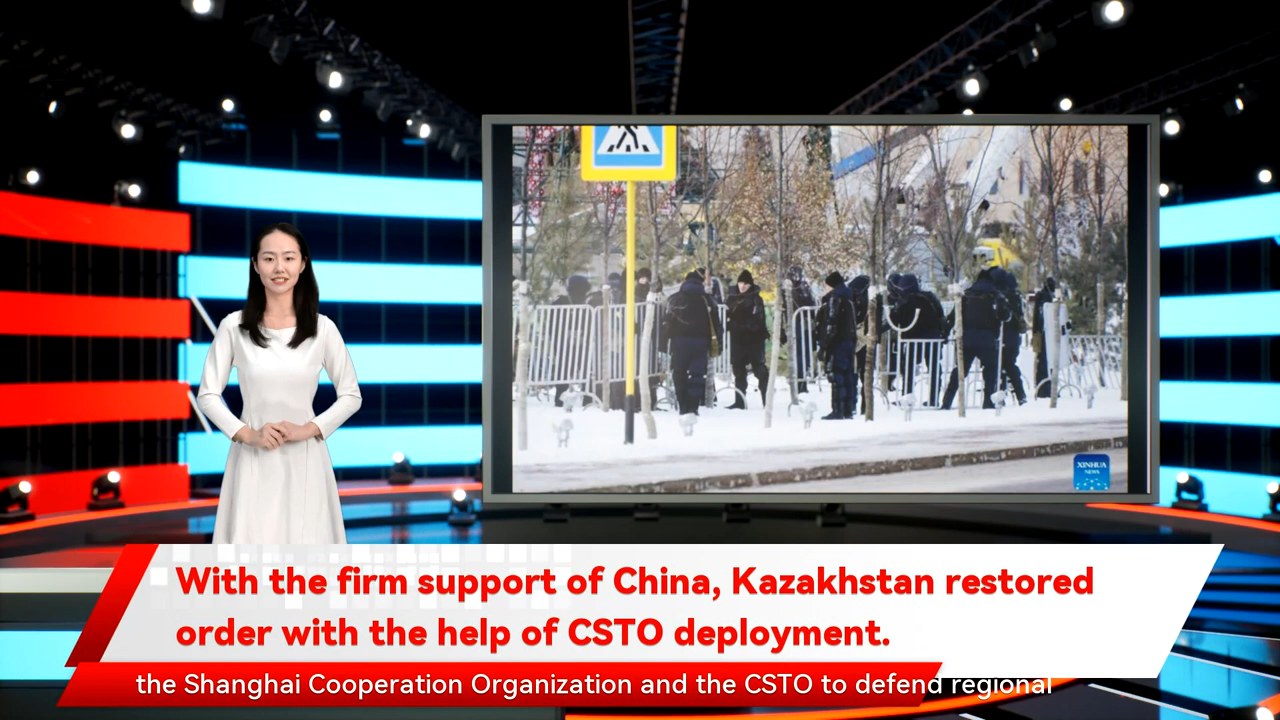 XINHUA
NEWS
With the firm support of China, Kazakhstan restored
order with the help of CSTO deployment.
the Shanghai Cooperation Organization and the CSTO to defend regional